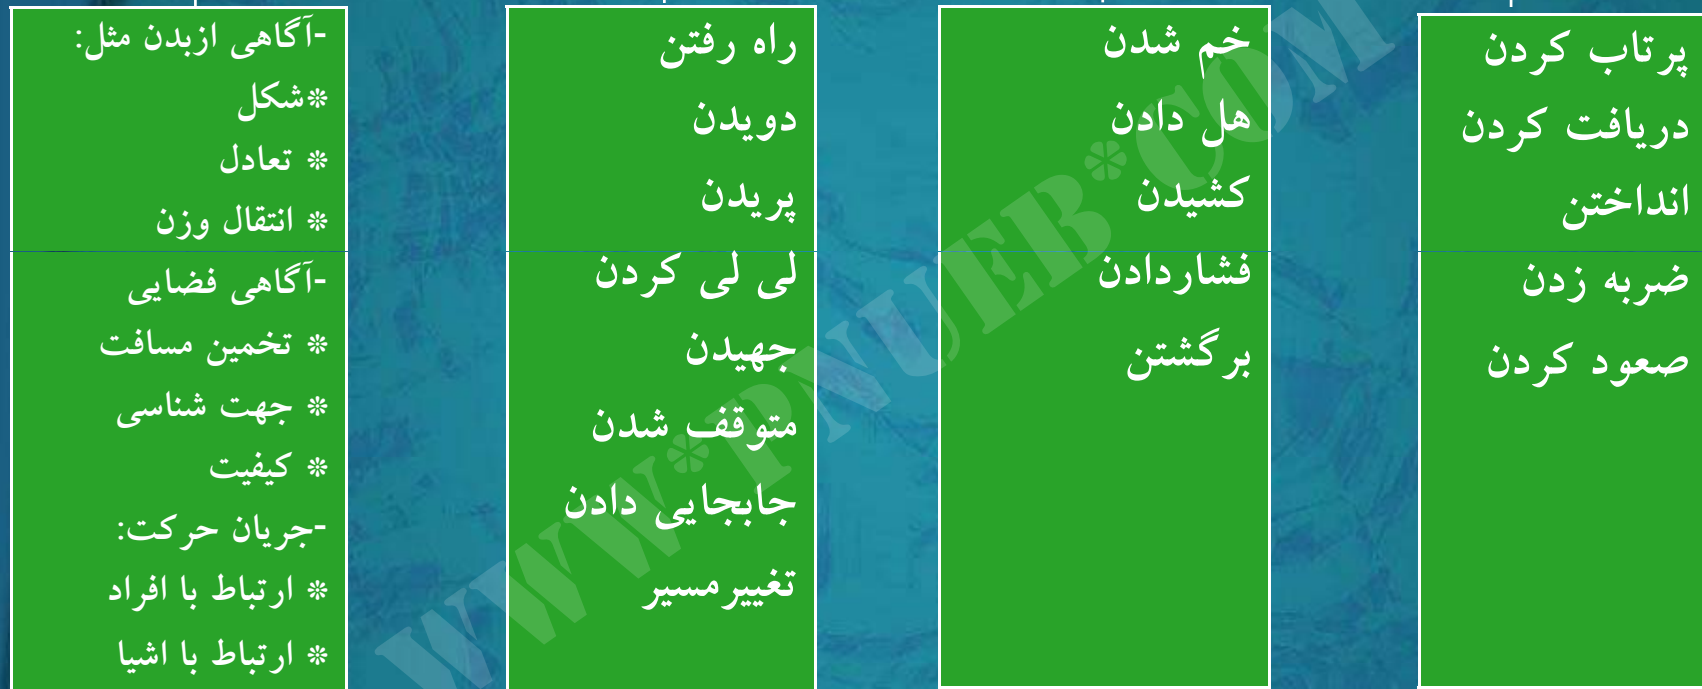 پرتاب کردن
دریافت کردن
انداختن
ضربه زدن
صعود کردن
خم شدن
هل دادن
کشیدن
فشاردادن
برگشتن
راه رفتن
دویدن
پریدن
لی لی کردن
جهیدن
متوقف شدن
جابجایی دادن
تغییرمسیر
-آگاهی ازبدن مثل:
*شکل
* تعادل
* انتقال وزن
-آگاهی فضایی
* تخمین مسافت
* جهت شناسی
* کیفیت
-جریان حرکت:
* ارتباط با افراد
* ارتباط با اشیا
WWW*PNUEB*COM